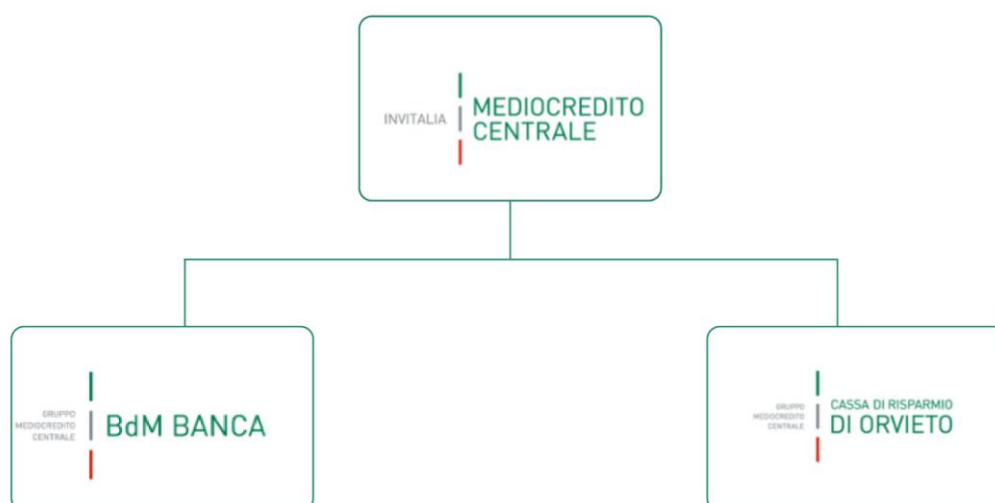 INVITALIA
MEDIOCREDITO
CENTRALE
GRUPPO
MEDIOCREDITO
CENTRALE
BdM BANCA
GRUPPO
MEDIOCREDITO
CENTRALE
CASSA DI RISPARMIO
DI ORVIETO